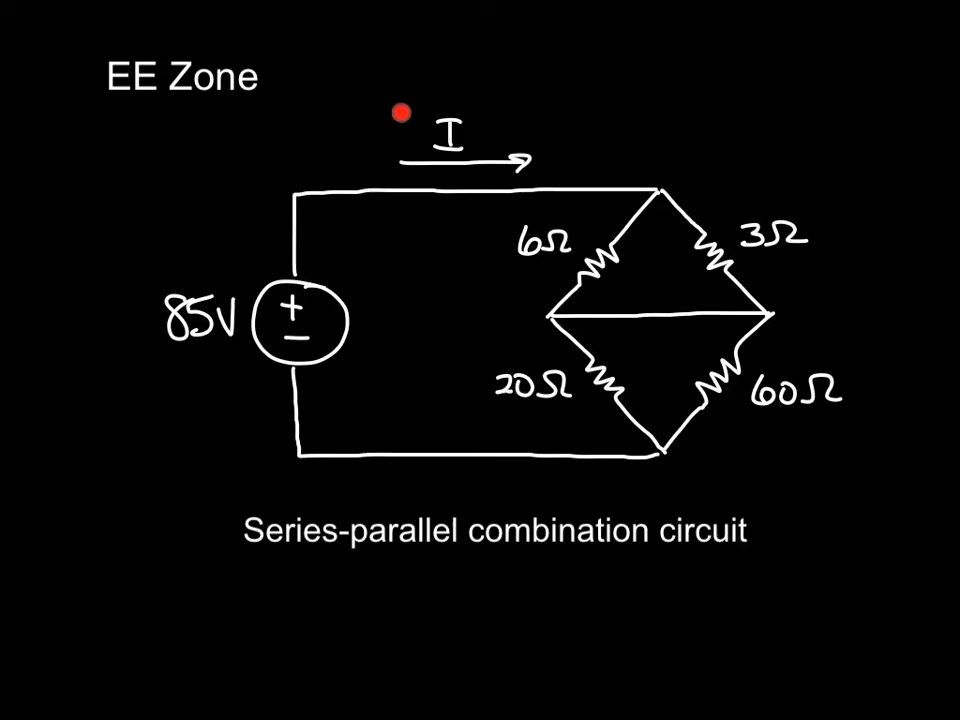 EE Zone
I
6Ω
3Ω
85V
+
−
20Ω
60Ω
Series-parallel combination circuit